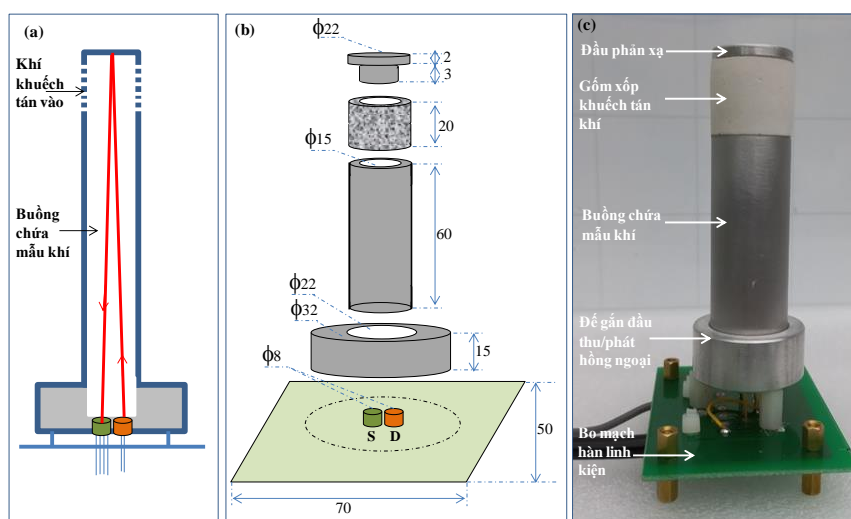 (a)
Khí
khuếch
tán vào
Buồng
chứa
mẫu khí
(b)
ϕ22
2
3
20
ϕ15
60
ϕ22
ϕ32
15
ϕ8
S D
50
70
(c)
Đầu phản xạ
Gốm xốp
khuếch tán
khí
Buồng chứa
mẫu khí
Đế gắn đầu
thu/phát
hồng ngoại
Bo mạch
hàn linh
kiện